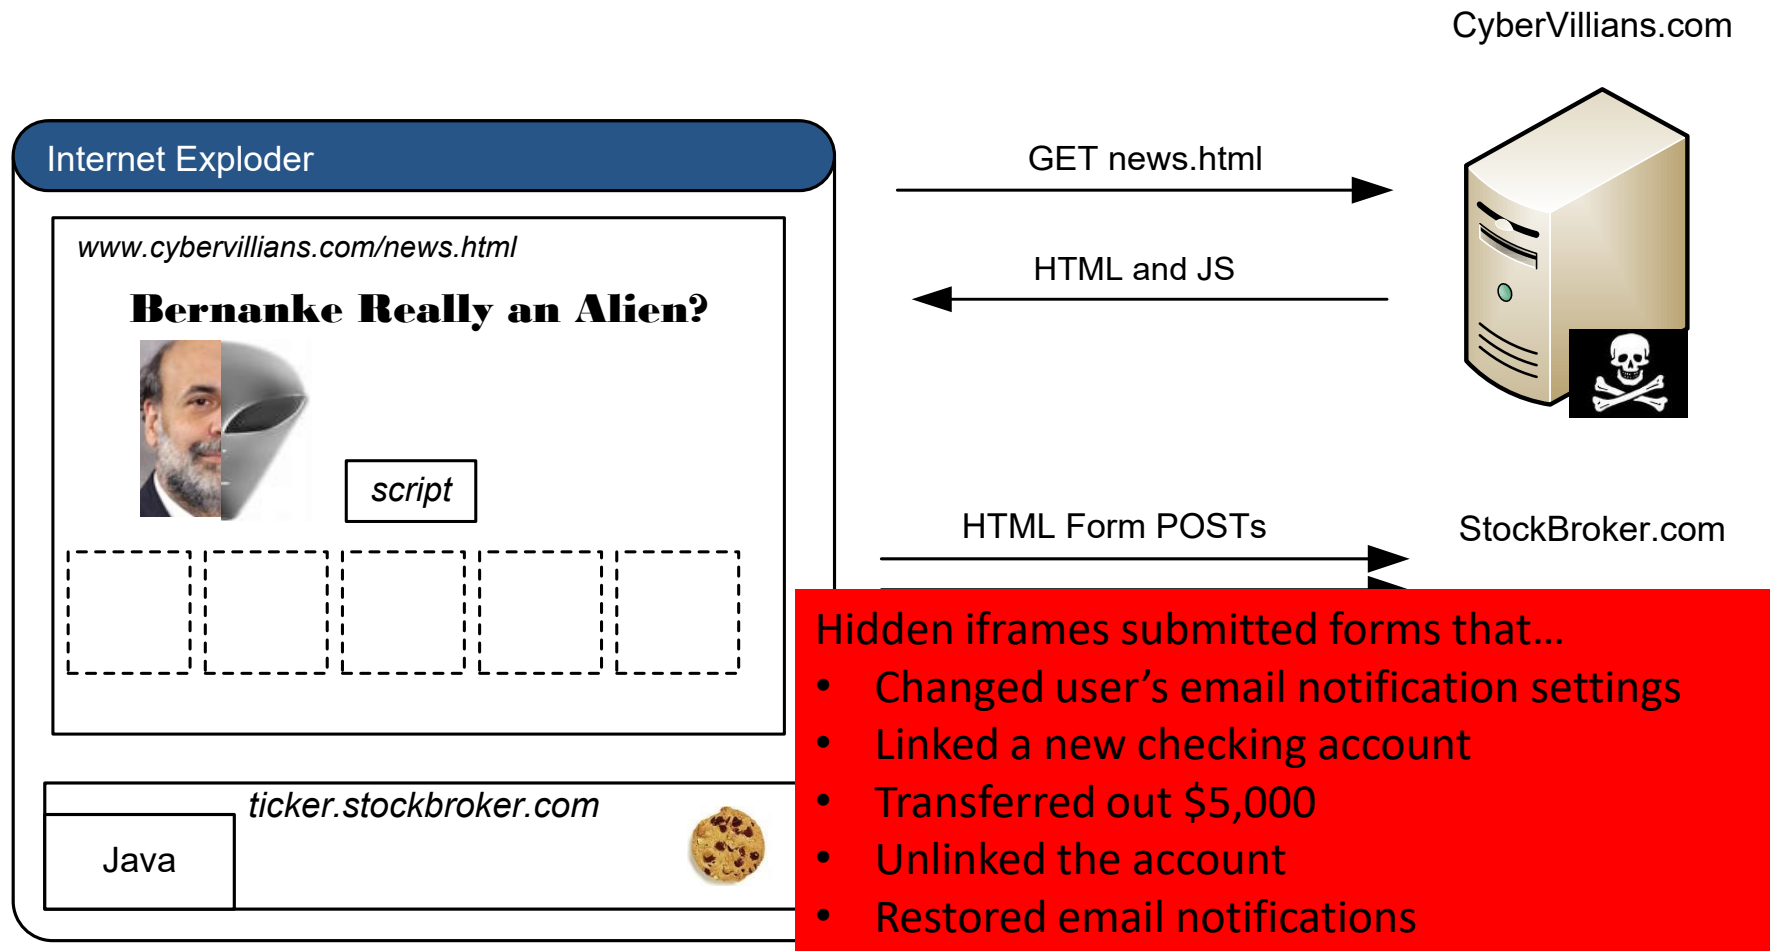 CyberVillians.com
Internet Exploder
GET news.html
www.cybervillians.com/news.html
HTML and JS
Bernanke Really an Alien?
script
HTML Form POSTs
StockBroker.com
Hidden iframes submitted forms that…
• Changed user’s email notification settings
• Linked a new checking account
• Transferred out $5,000
• Unlinked the account
• Restored email notifications
ticker.stockbroker.com
Java